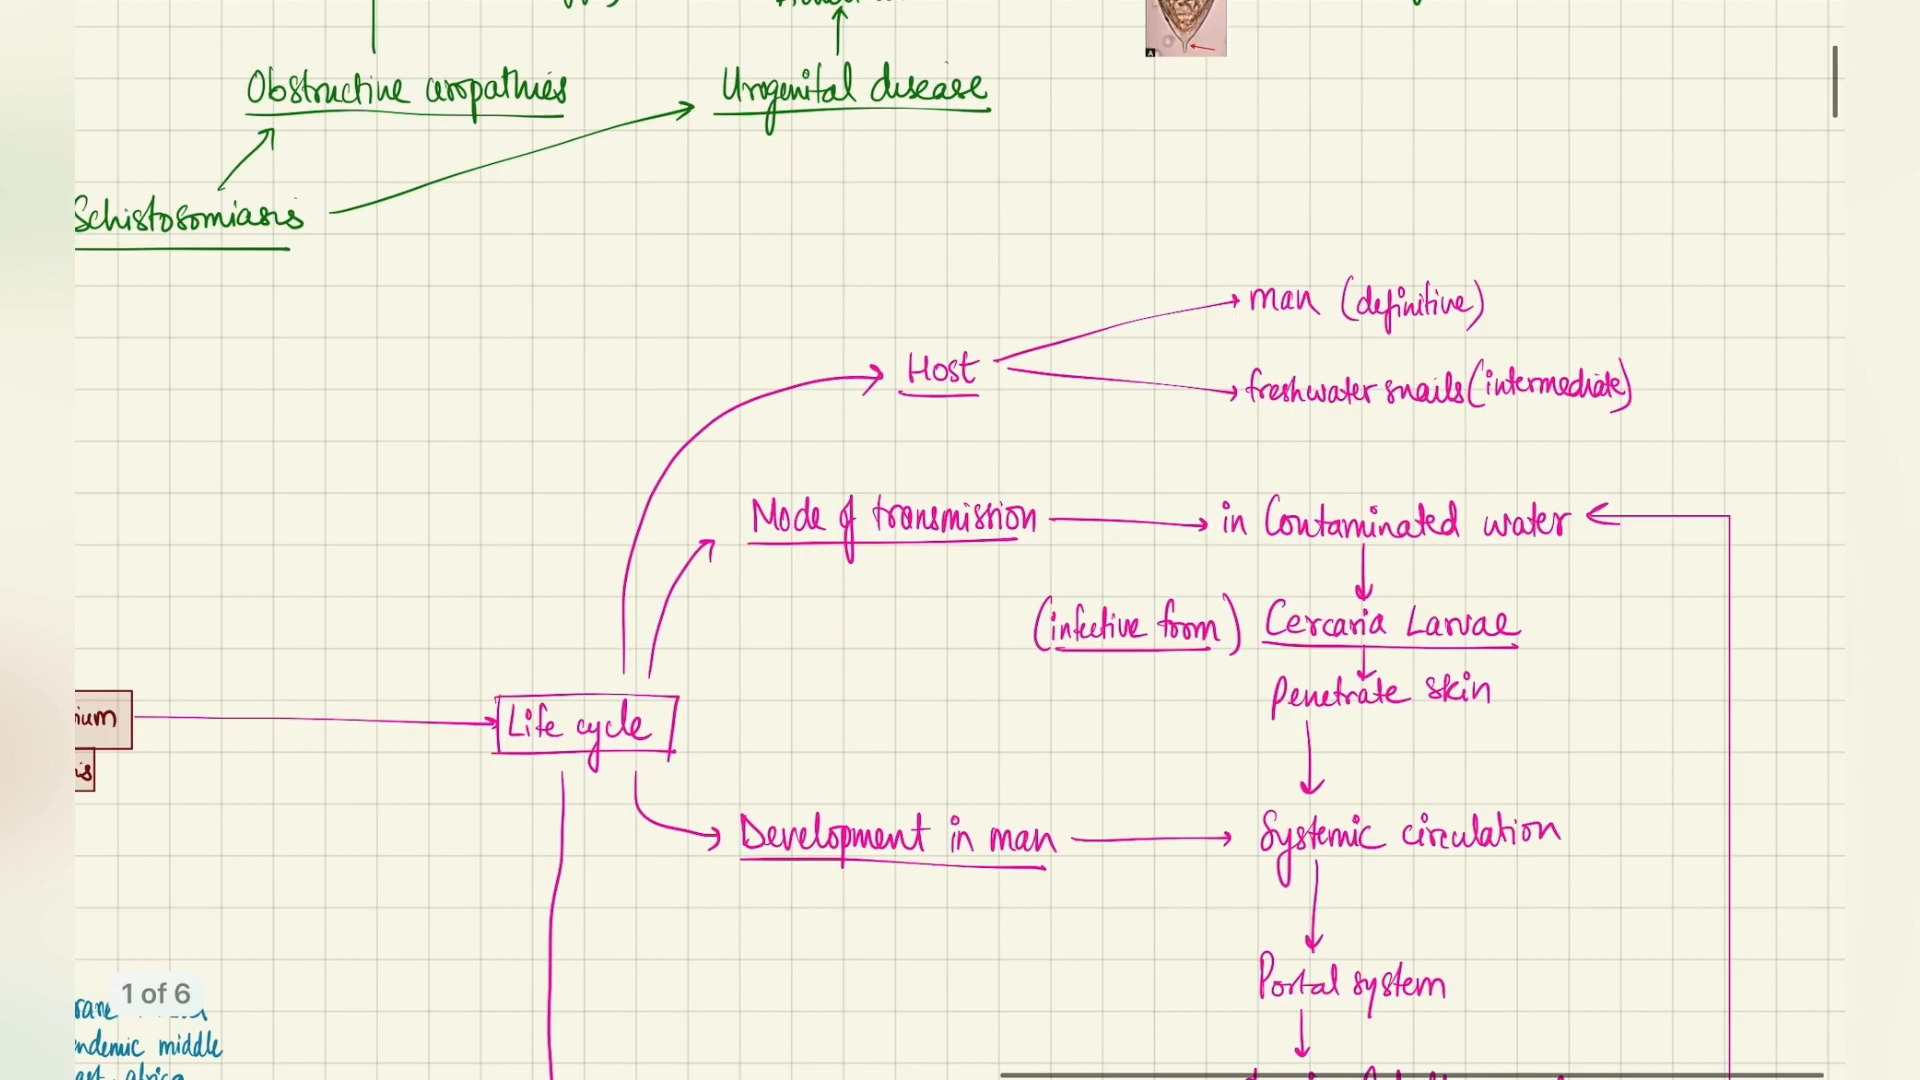 Obstructive uropathies
Urogenital disease
Schistosomiasis
man (definitive)
Host
freshwater snails (intermediate)
Mode of transmission
in Contaminated water
(infective form) Cercaria Larvae
Penetrate skin
ium
Life cycle
is
Development in man
Systemic circulation
Portal system
1 of 6
ndemic middle
A